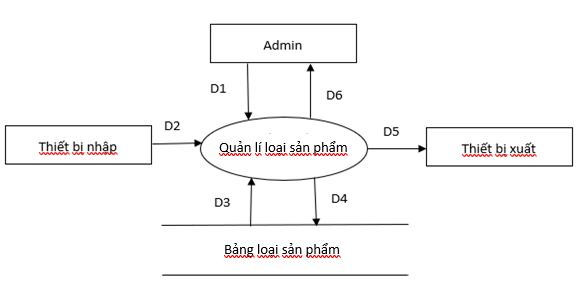 Admin
D1
D6
D2
D5
Thiết bị nhập
Quản lí loại sản phẩm
Thiết bị xuất
D3
D4
Bảng loại sản phẩm